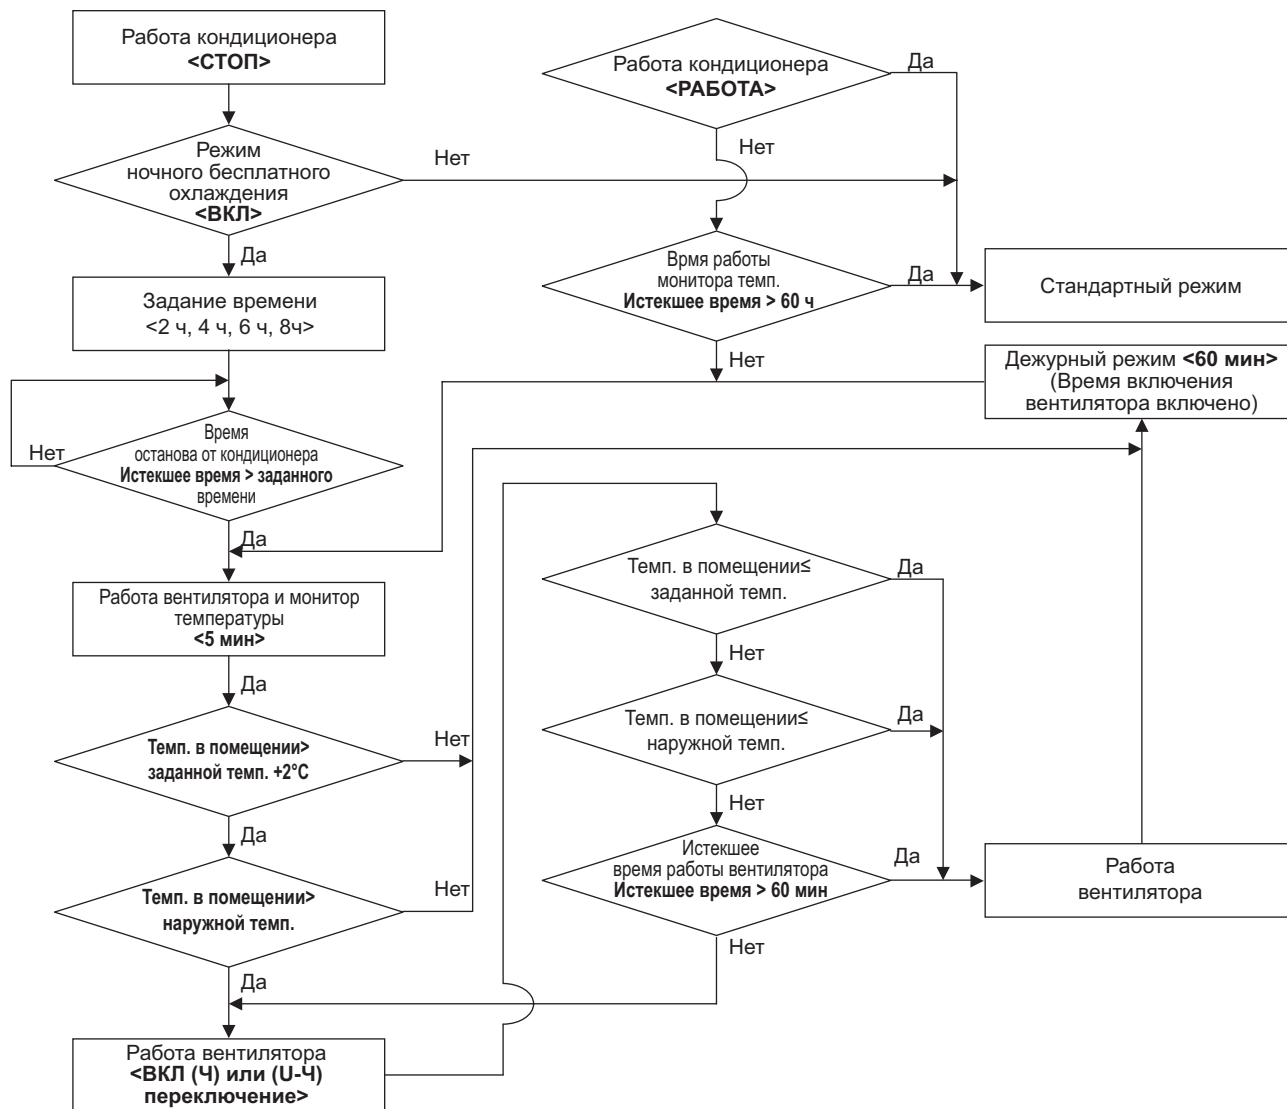 Работа кондиционера
<СТОП>
Режим
ночного бесплатного
охлаждения
<ВКЛ>
Нет
Да
Задание времени
<2 ч, 4 ч, 6 ч, 8ч>
Время
останова от кондиционера
Истекшее время > заданного
времени
Нет
Да
Работа вентилятора и монитор
температуры
<5 мин>
Да
Темп. в помещении>
заданной темп. +2°C
Нет
Да
Темп. в помещении>
наружной темп.
Нет
Да
Работа вентилятора
<ВКЛ (Ч) или (U-Ч)
переключение>
Работа кондиционера
<РАБОТА>
Да
Нет
Врмя работы
монитора темп.
Истекшее время > 60 ч
Да
Нет
Стандартный режим
Дежурный режим <60 мин>
(Время включения
вентилятора включено)
Темп. в помещении≤
заданной темп.
Да
Нет
Темп. в помещении≤
наружной темп.
Да
Нет
Истекшее
время работы вентилятора
Истекшее время > 60 мин
Да
Нет
Работа
вентилятора